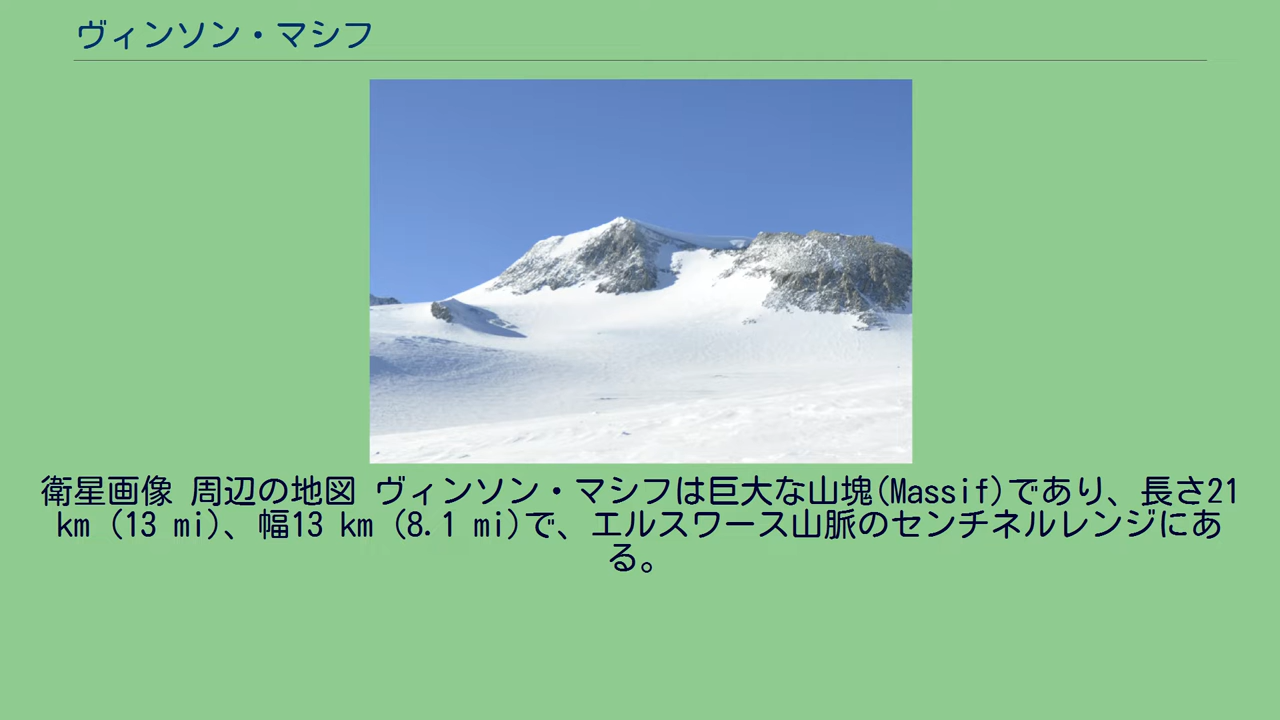 ヴィンソン・マシフ
衛星画像 周辺の地図 ヴィンソン・マシフは巨大な山塊(Massif)であり、長さ21
km (13 mi)、幅13 km (8.1 mi)で、エルスワース山脈のセンチネルレンジにあ
る。